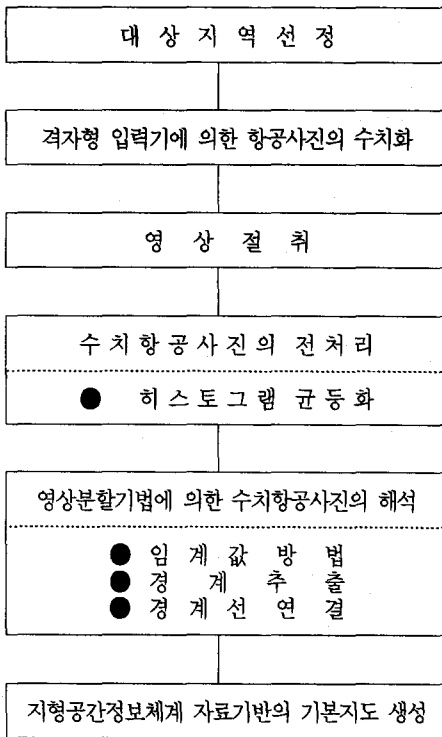 대 상 지 역 선 정
격자형 입력기에 의한 항공사진의 수치화
영 상 절 취
수 치 항 공 사 진 의 전 처 리
● 히 스 토 그 램 균 등 화
영상분할기법에 의한 수치항공사진의 해석
● 임 계 값 방 법
● 경 계 추 출
● 경 계 선 연 결
지형공간정보체계 자료기반의 기본지도 생성